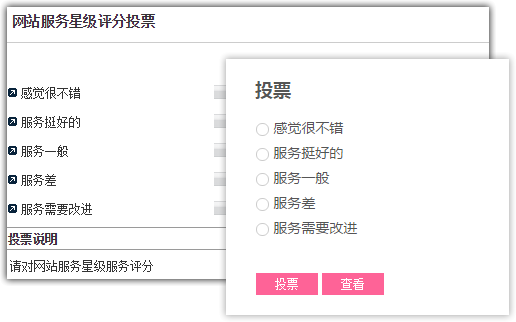 网站服务星级评分投票
感觉很不错
服务挺好的
服务一般
服务差
服务需要改进
投票说明
请对网站服务星级服务评分
投票
感觉很不错
服务挺好的
服务一般
服务差
服务需要改进
投票 查看